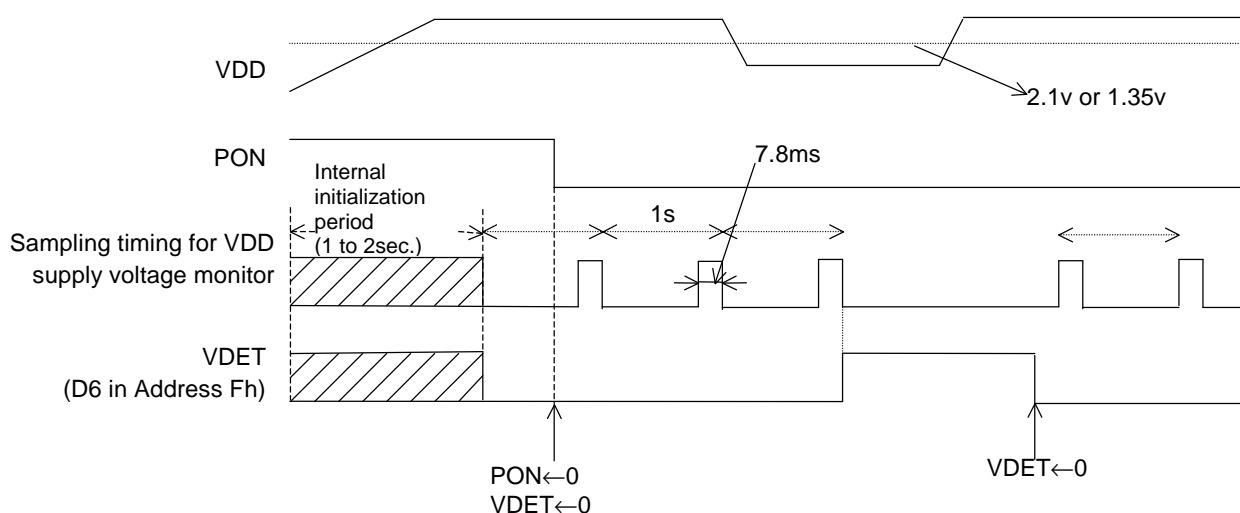 VDD
2.1v or 1.35v
PON
7.8ms
Internal
initialization
period
(1 to 2sec.)
1s
Sampling timing for VDD
supply voltage monitor
VDET
(D6 in Address Fh)
PON←0
VDET←0
VDET←0